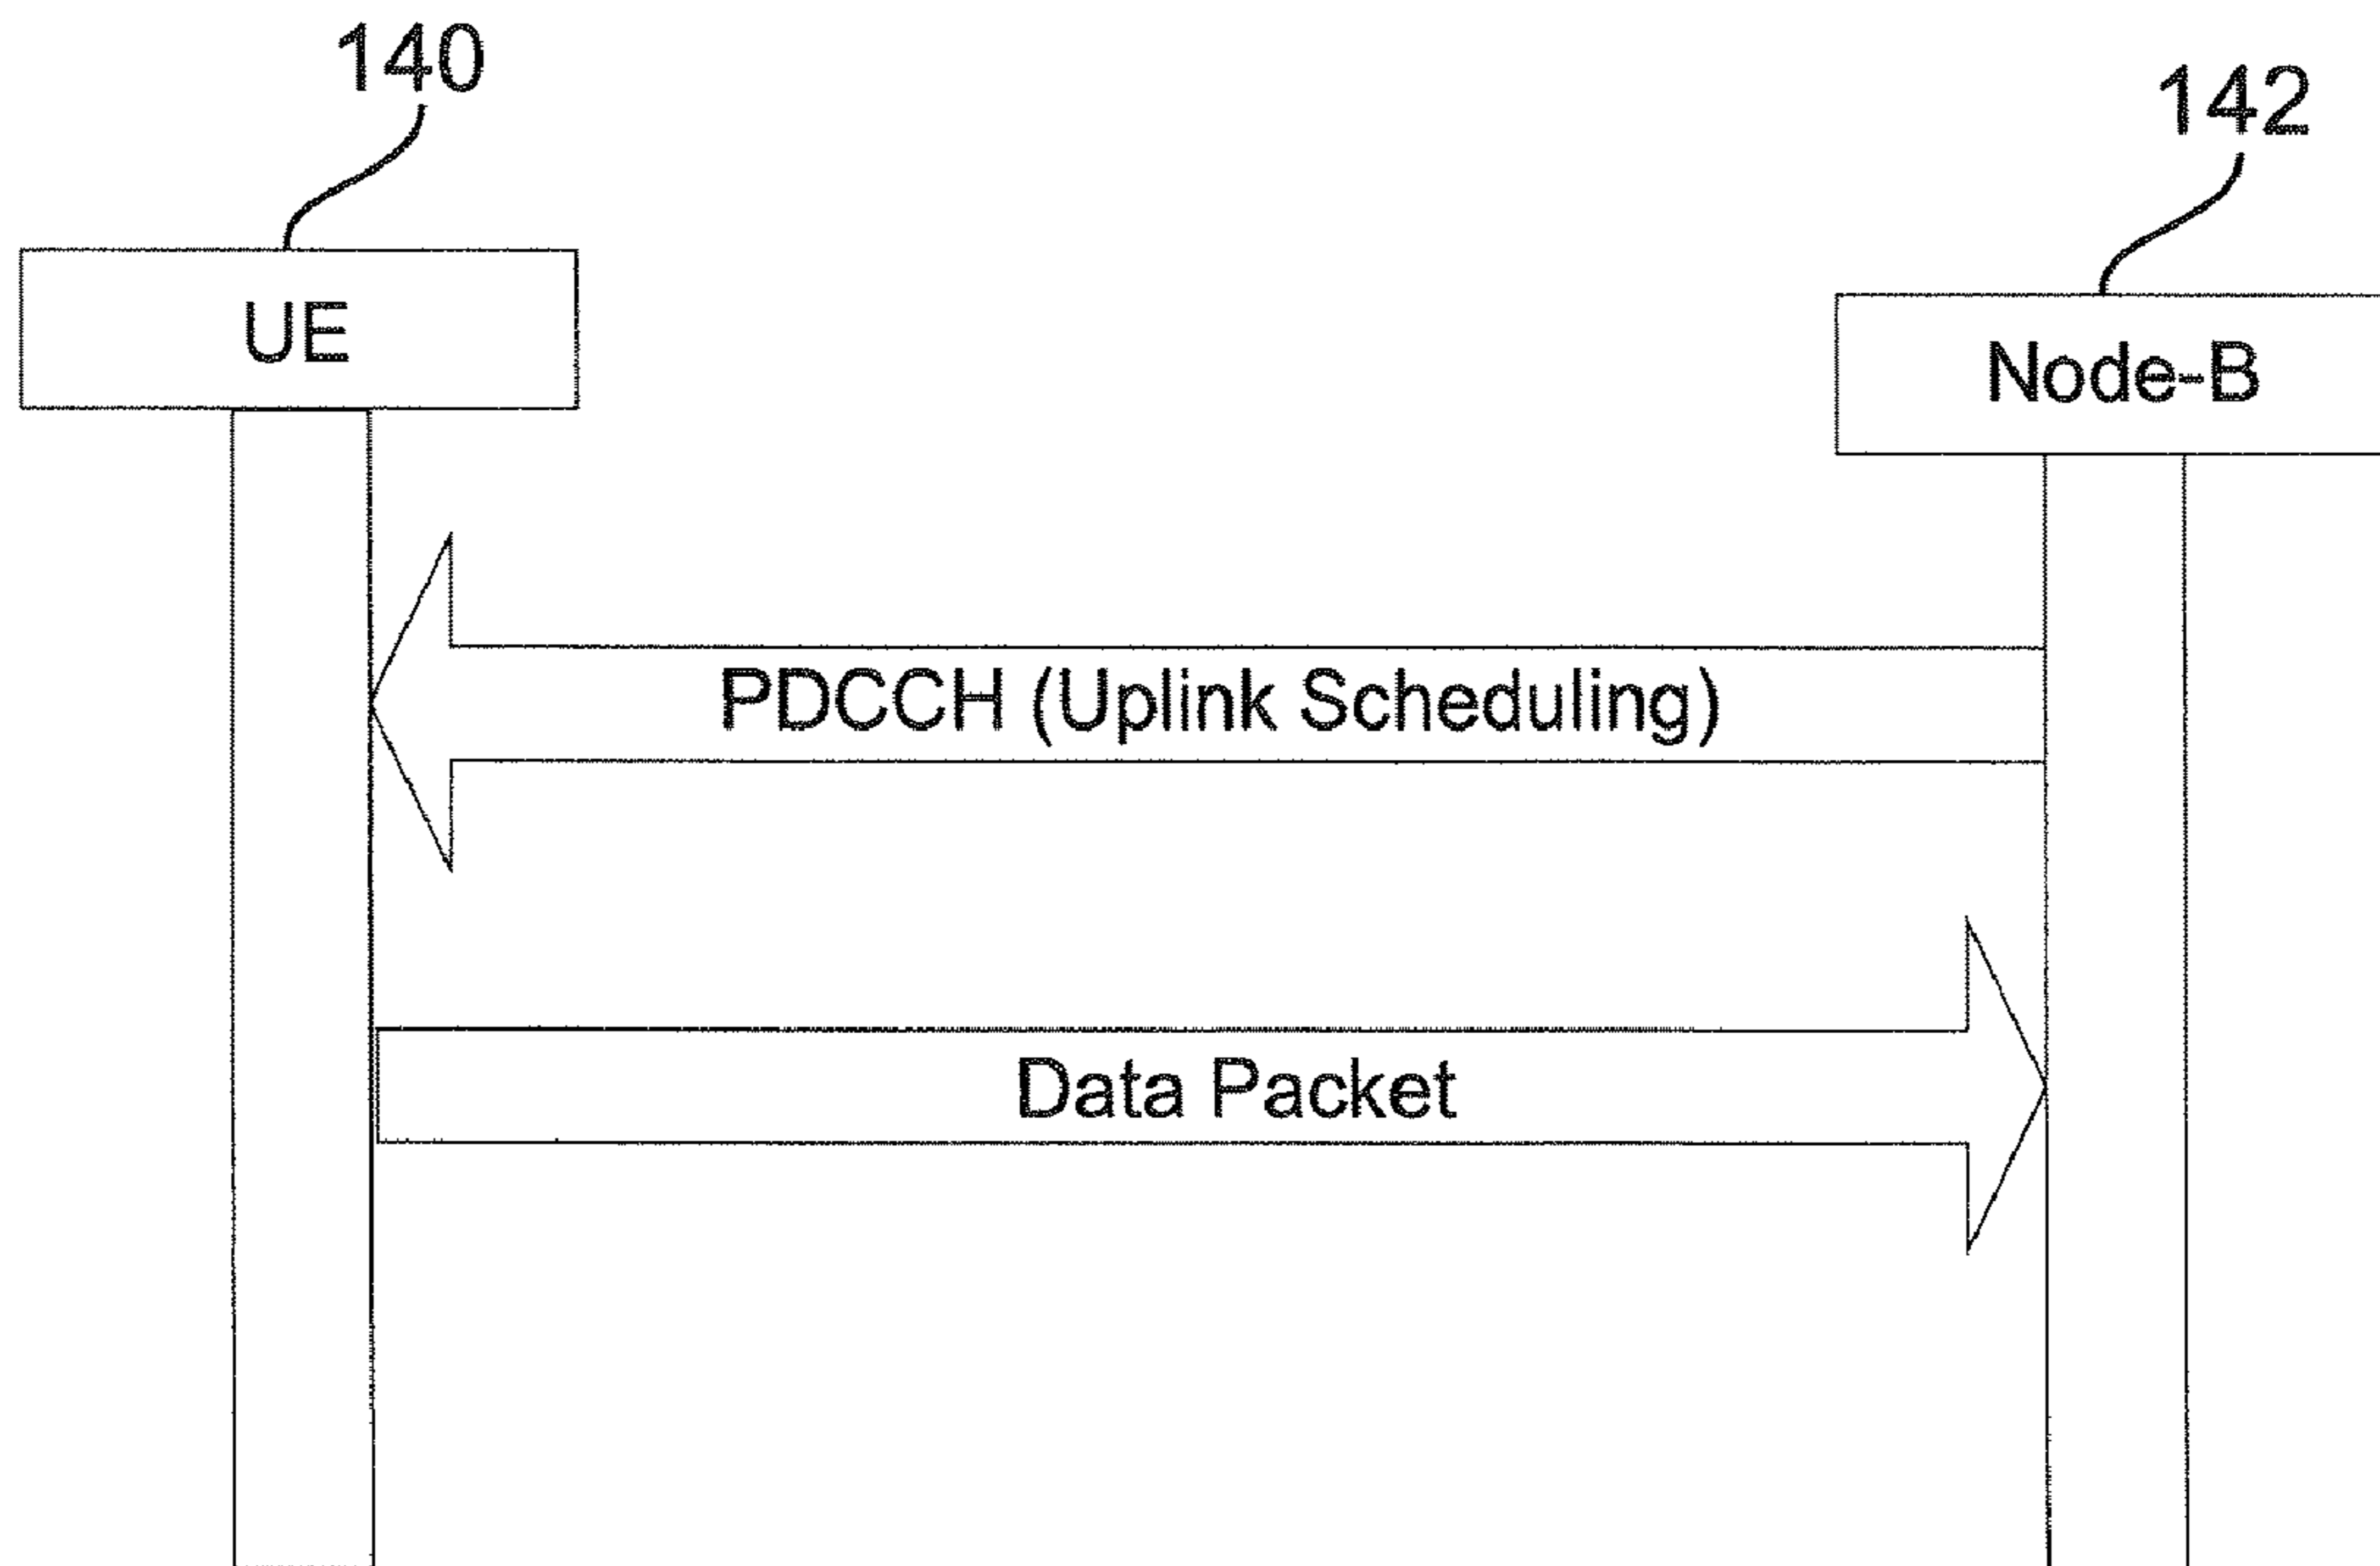 140
142
UE
Node-B
PDCCH (Uplink Scheduling)
Data Packet